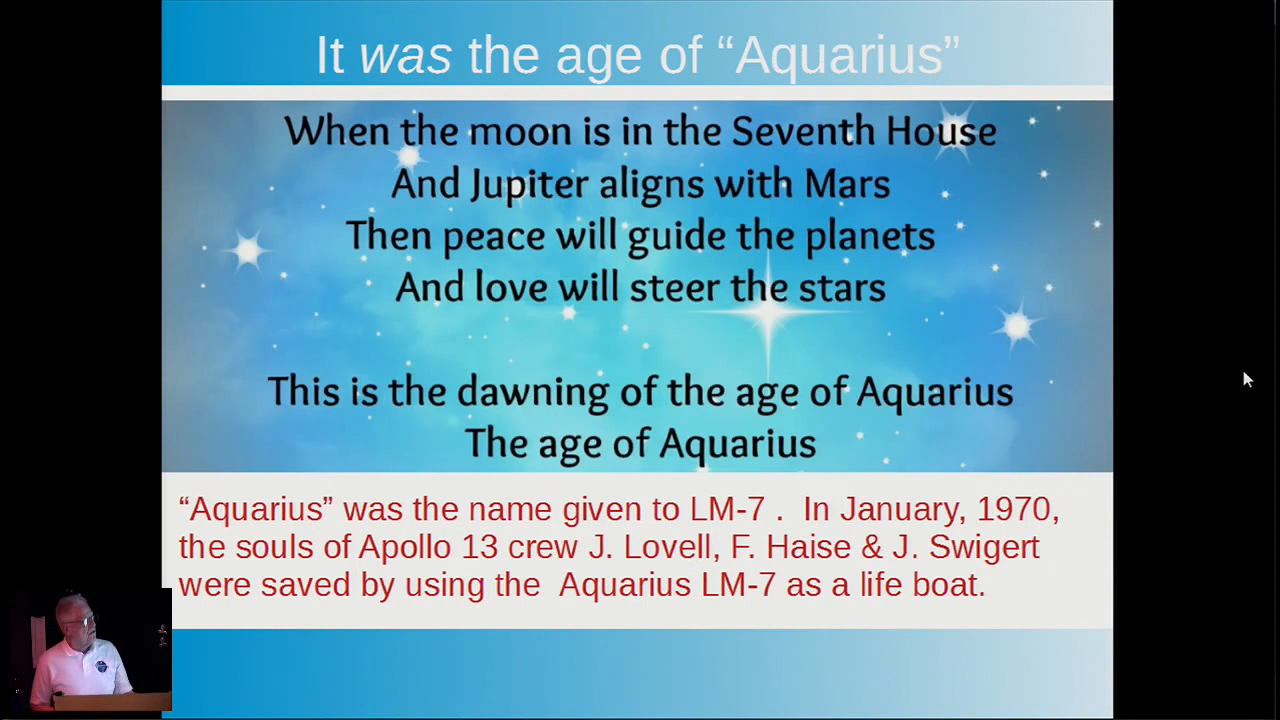 It was the age of “Aquarius”
When the moon is in the Seventh House
And Jupiter aligns with Mars
Then peace will guide the planets
And love will steer the stars
This is the dawning of the age of Aquarius
The age of Aquarius
“Aquarius” was the name given to LM-7 .  In January, 1970,
the souls of Apollo 13 crew J. Lovell, F. Haise & J. Swigert
were saved by using the  Aquarius LM-7 as a life boat.